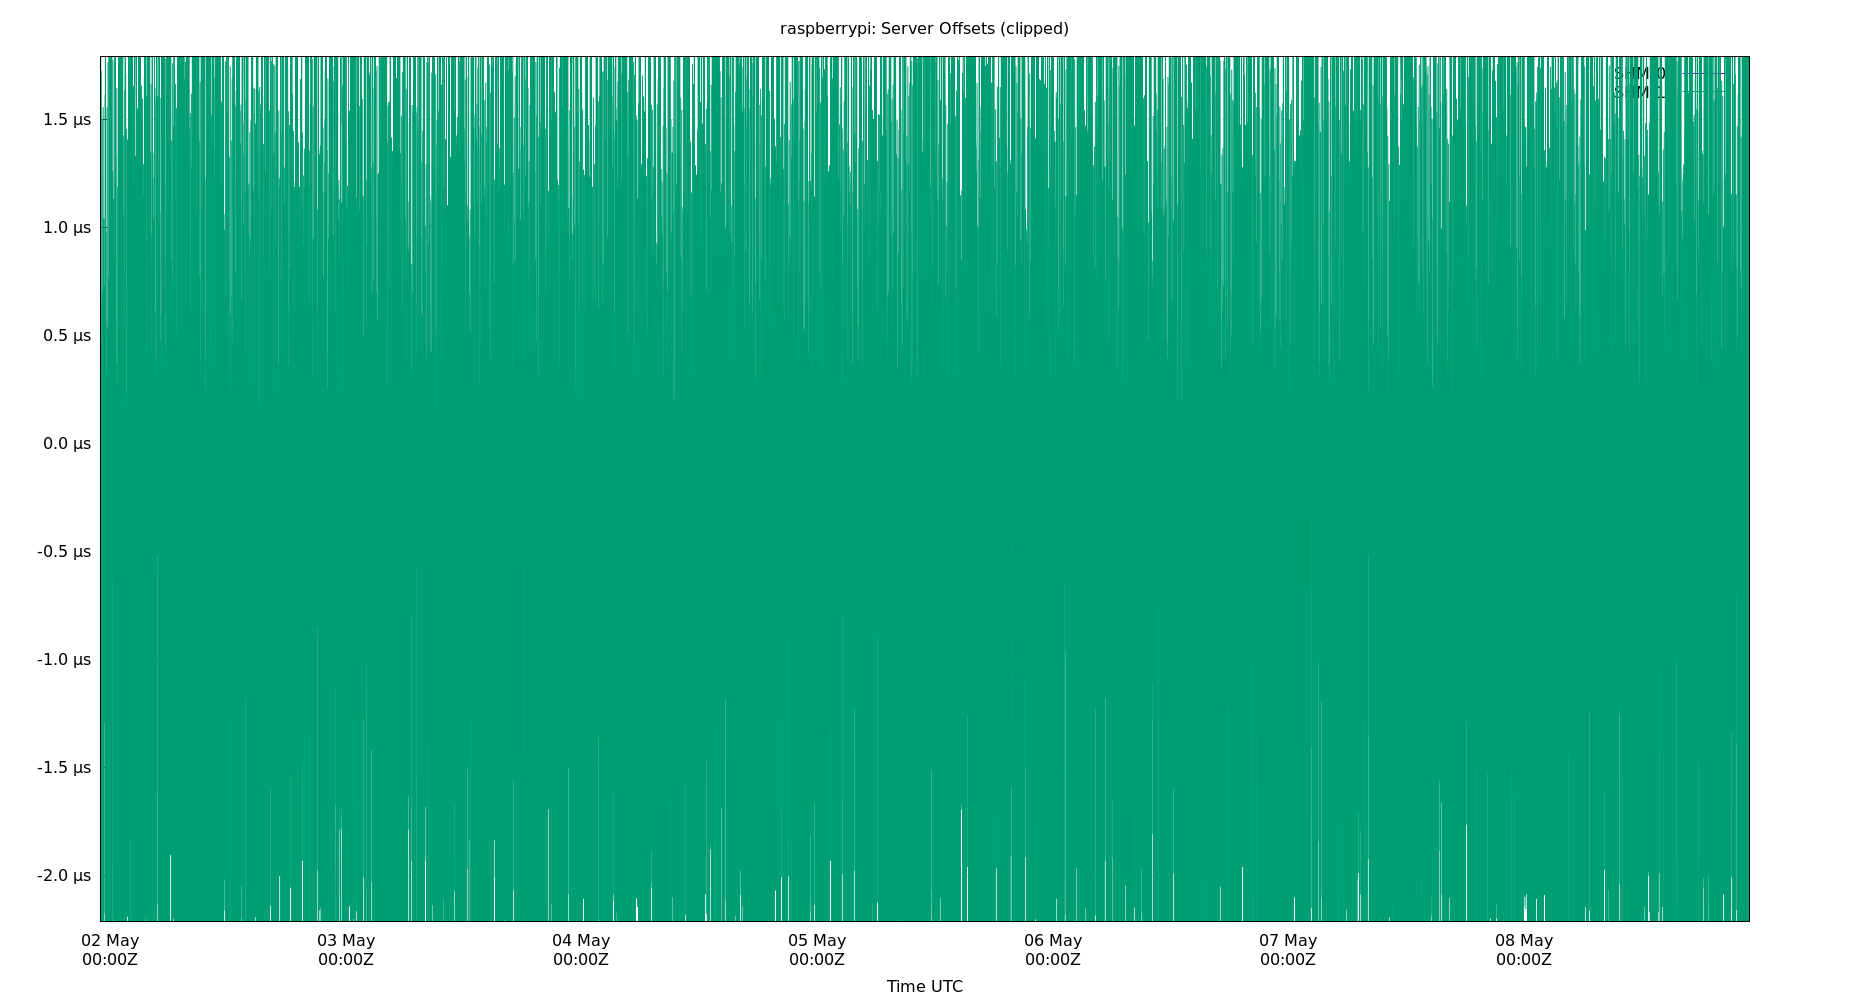 raspberrypi: Server Offsets (clipped)
1.5 µs
1.0 µs
0.5 µs
0.0 µs
-0.5 µs
-1.0 µs
-1.5 µs
-2.0 µs
02 May 03 May 04 May 05 May 06 May 07 May 08 May
00:00Z 00:00Z 00:00Z 00:00Z 00:00Z 00:00Z 00:00Z
Time UTC